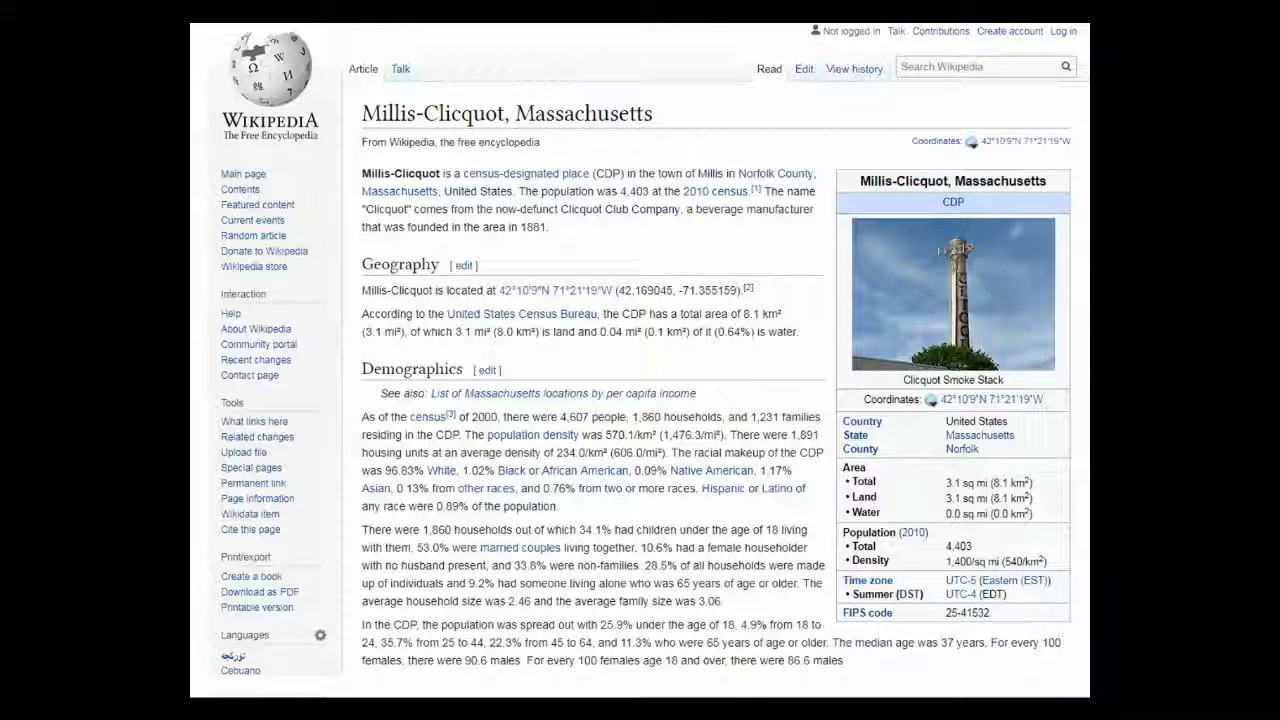 Not logged in Talk Contributions Create account Log in
WIKIPEDIA
The Free Encyclopedia
Article Talk
Read Edit View history Search Wikipedia
Main page
Contents
Featured content
Current events
Random article
Donate to Wikipedia
Wikipedia store
Interaction
Help
About Wikipedia
Community portal
Recent changes
Contact page
Tools
What links here
Related changes
Upload file
Special pages
Permanent link
Page information
Wikidata item
Cite this page
Print/export
Create a book
Download as PDF
Printable version
Languages
تۆرکجه
Cebuano
Millis-Clicquot, Massachusetts
From Wikipedia, the free encyclopedia
Coordinates: 42°10′9″N 71°21′19″W
Millis-Clicquot is a census-designated place (CDP) in the town of Millis in Norfolk County,
Massachusetts, United States. The population was 4,403 at the 2010 census.[1] The name
"Clicquot" comes from the now-defunct Clicquot Club Company, a beverage manufacturer
that was founded in the area in 1881.
Geography [ edit ]
Millis-Clicquot is located at 42°10′9″N 71°21′19″W (42.169045, -71.355159).[2]
According to the United States Census Bureau, the CDP has a total area of 8.1 km²
(3.1 mi²), of which 3.1 mi² (8.0 km²) is land and 0.04 mi² (0.1 km²) of it (0.64%) is water.
Demographics [ edit ]
See also: List of Massachusetts locations by per capita income
As of the census[3] of 2000, there were 4,607 people, 1,860 households, and 1,231 families
residing in the CDP. The population density was 570.1/km² (1,476.3/mi²). There were 1,891
housing units at an average density of 234.0/km² (606.0/mi²). The racial makeup of the CDP
was 96.83% White, 1.02% Black or African American, 0.09% Native American, 1.17%
Asian, 0.13% from other races, and 0.76% from two or more races. Hispanic or Latino of
any race were 0.89% of the population.
There were 1,860 households out of which 34.1% had children under the age of 18 living
with them, 53.0% were married couples living together, 10.6% had a female householder
with no husband present, and 33.8% were non-families. 28.5% of all households were made
up of individuals and 9.2% had someone living alone who was 65 years of age or older. The
average household size was 2.46 and the average family size was 3.06.
In the CDP, the population was spread out with 25.9% under the age of 18, 4.9% from 18 to
24, 35.7% from 25 to 44, 22.3% from 45 to 64, and 11.3% who were 65 years of age or older. The median age was 37 years. For every 100
females, there were 90.6 males. For every 100 females age 18 and over, there were 86.6 males
Millis-Clicquot, Massachusetts
CDP
Clicquot Smoke Stack
Coordinates: 42°10′9″N 71°21′19″W
Country United States
State Massachusetts
County Norfolk
Area
• Total 3.1 sq mi (8.1 km²)
• Land 3.1 sq mi (8.1 km²)
• Water 0.0 sq mi (0.0 km²)
Population (2010)
• Total 4,403
• Density 1,400/sq mi (540/km²)
Time zone UTC-5 (Eastern (EST))
• Summer (DST) UTC-4 (EDT)
FIPS code 25-41532